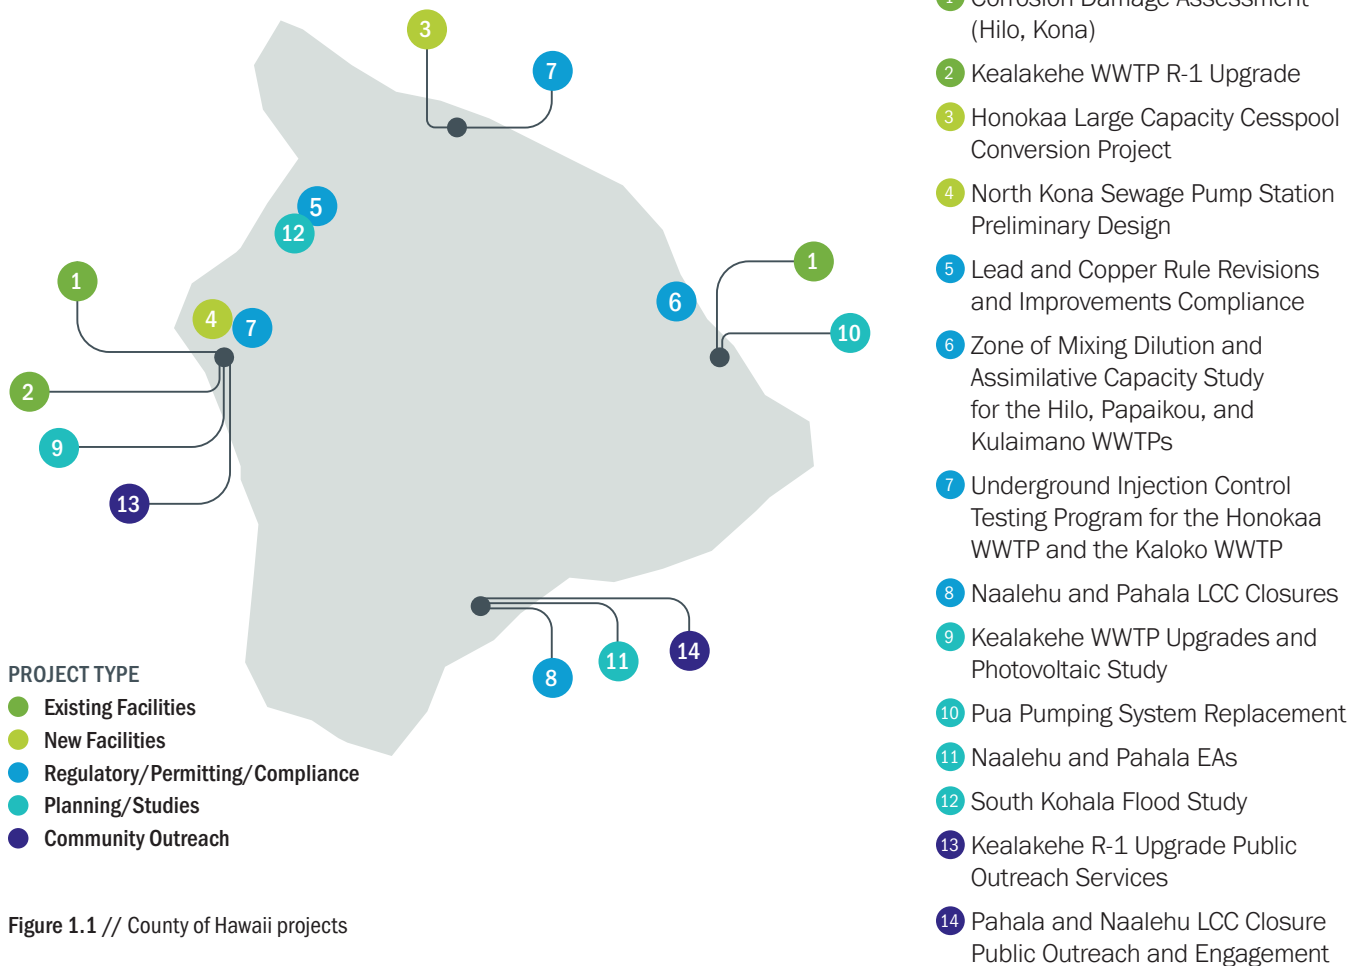 3
7
5
12
1
1
6
4
7
10
2
9
13
14
11
8
PROJECT TYPE
Existing Facilities
New Facilities
Regulatory/Permitting/Compliance
Planning/Studies
Community Outreach
Figure 1.1 // County of Hawaii projects
1 Corrosion Damage Assessment
(Hilo, Kona)
2 Kealakehe WWTP R-1 Upgrade
3 Honokaa Large Capacity Cesspool
Conversion Project
4 North Kona Sewage Pump Station
Preliminary Design
5 Lead and Copper Rule Revisions
and Improvements Compliance
6 Zone of Mixing Dilution and
Assimilative Capacity Study
for the Hilo, Papaikou, and
Kulaimano WWTPs
7 Underground Injection Control
Testing Program for the Honokaa
WWTP and the Kaloko WWTP
8 Naalehu and Pahala LCC Closures
9 Kealakehe WWTP Upgrades and
Photovoltaic Study
10 Pua Pumping System Replacement
11 Naalehu and Pahala EAs
12 South Kohala Flood Study
13 Kealakehe R-1 Upgrade Public
Outreach Services
14 Pahala and Naalehu LCC Closure
Public Outreach and Engagement